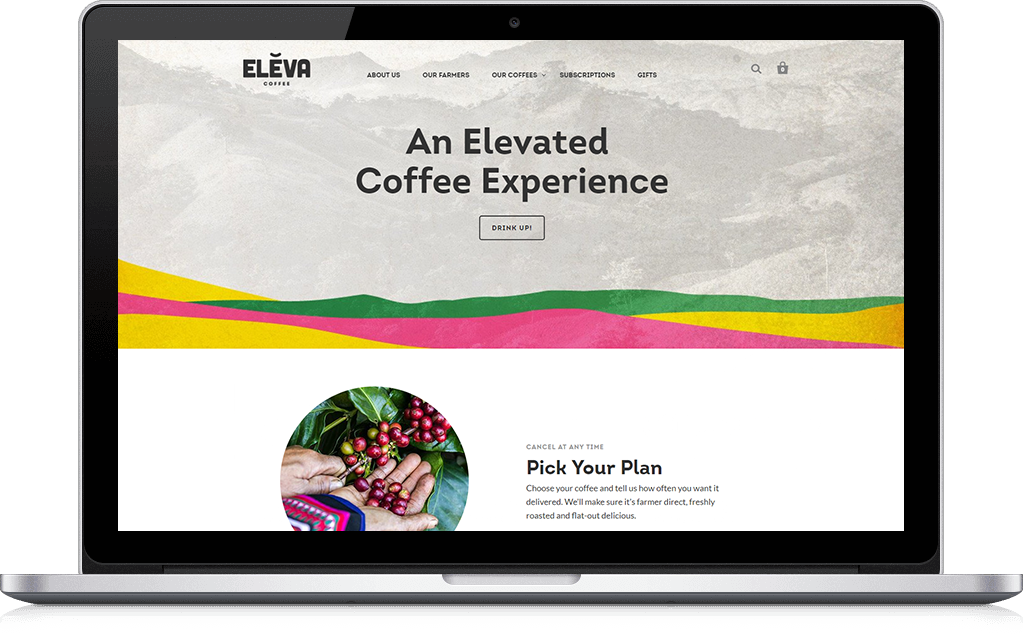 ELĔVA
COFFEE
ABOUT US
OUR FARMERS
OUR COFFEES
SUBSCRIPTIONS
GIFTS
0
An Elevated
Coffee Experience
DRINK UP!
CANCEL AT ANY TIME
Pick Your Plan
Choose your coffee and tell us how often you want it
delivered. We'll make sure it's farmer direct, freshly
roasted and flat-out delicious.